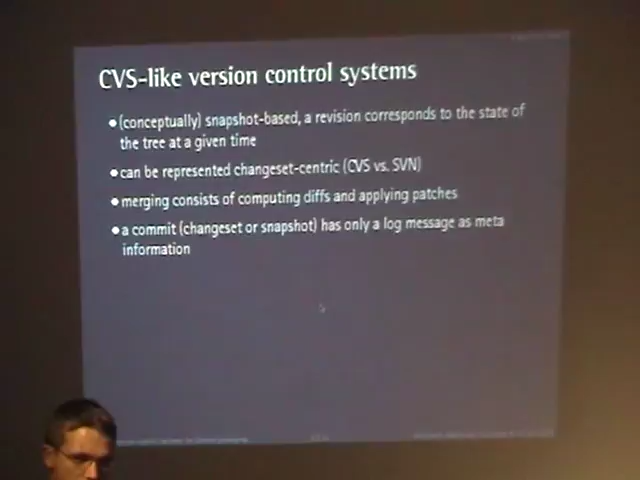 CVS-like version control systems
●(conceptually) snapshot-based, a revision corresponds to the state of
the tree at a given time
●can be represented changeset-centric (CVS vs. SVN)
●merging consists of computing diffs and applying patches
●a commit (changeset or snapshot) has only a log message as meta
information